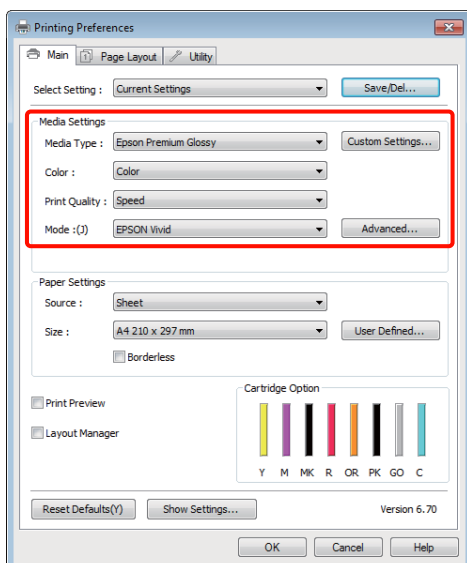 Printing Preferences
Main Page Layout Utility
Select Setting : Current Settings Save/Del...
Media Settings
Media Type : Epson Premium Glossy Custom Settings...
Color : Color
Print Quality : Speed
Mode :(J) EPSON Vivid Advanced...
Paper Settings
Source : Sheet
Size : A4 210 x 297 mm User Defined...
Borderless
Print Preview
Layout Manager
Cartridge Option
Y M MK R OR PK GO C
Reset Defaults(Y) Show Settings... Version 6.70
OK Cancel Help